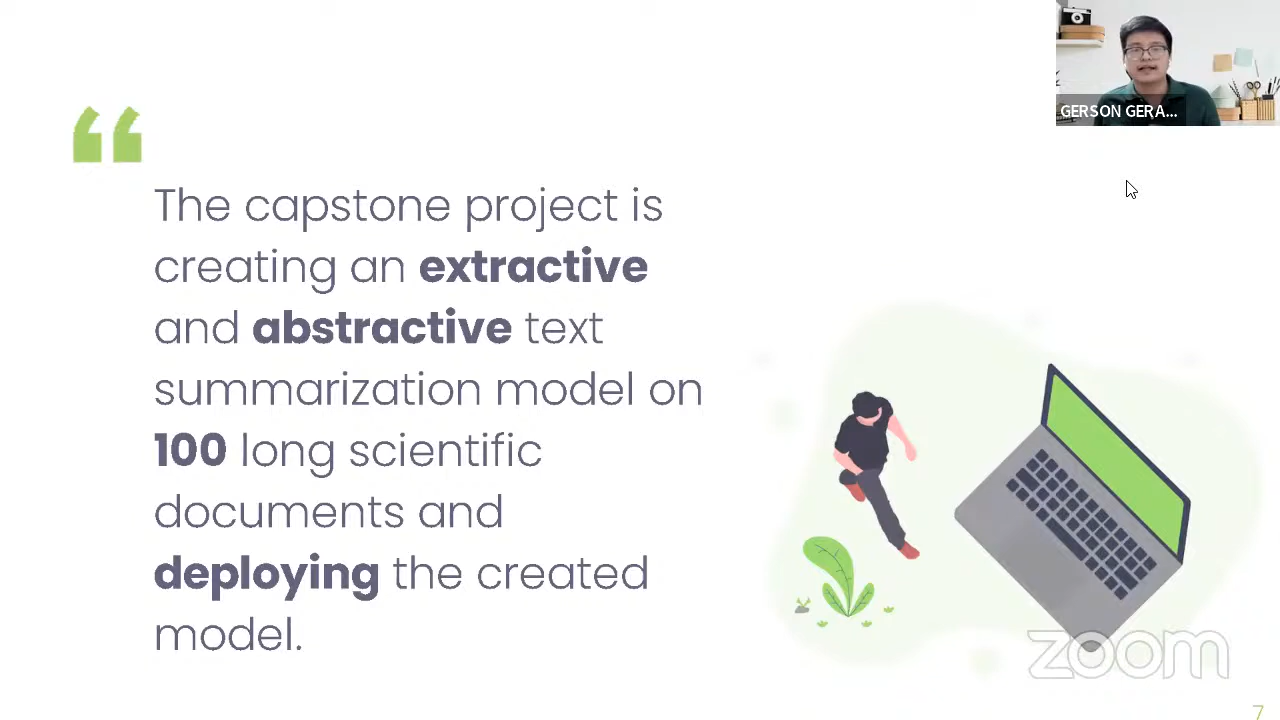 GERSON GERA...
“
The capstone project is
creating an extractive
and abstractive text
summarization model on
100 long scientific
documents and
deploying the created
model.
zoom
7